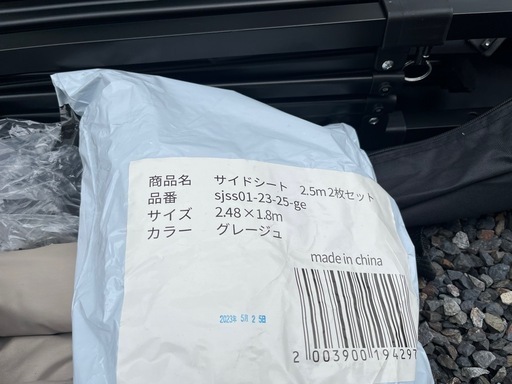 商品名 サイドシート 2.5m 2枚セット
品番 sjss01-23-25-ge
サイズ 2.48×1.8m
カラー グレージュ
made in china
2023年 5月 25日
2 003900 194297